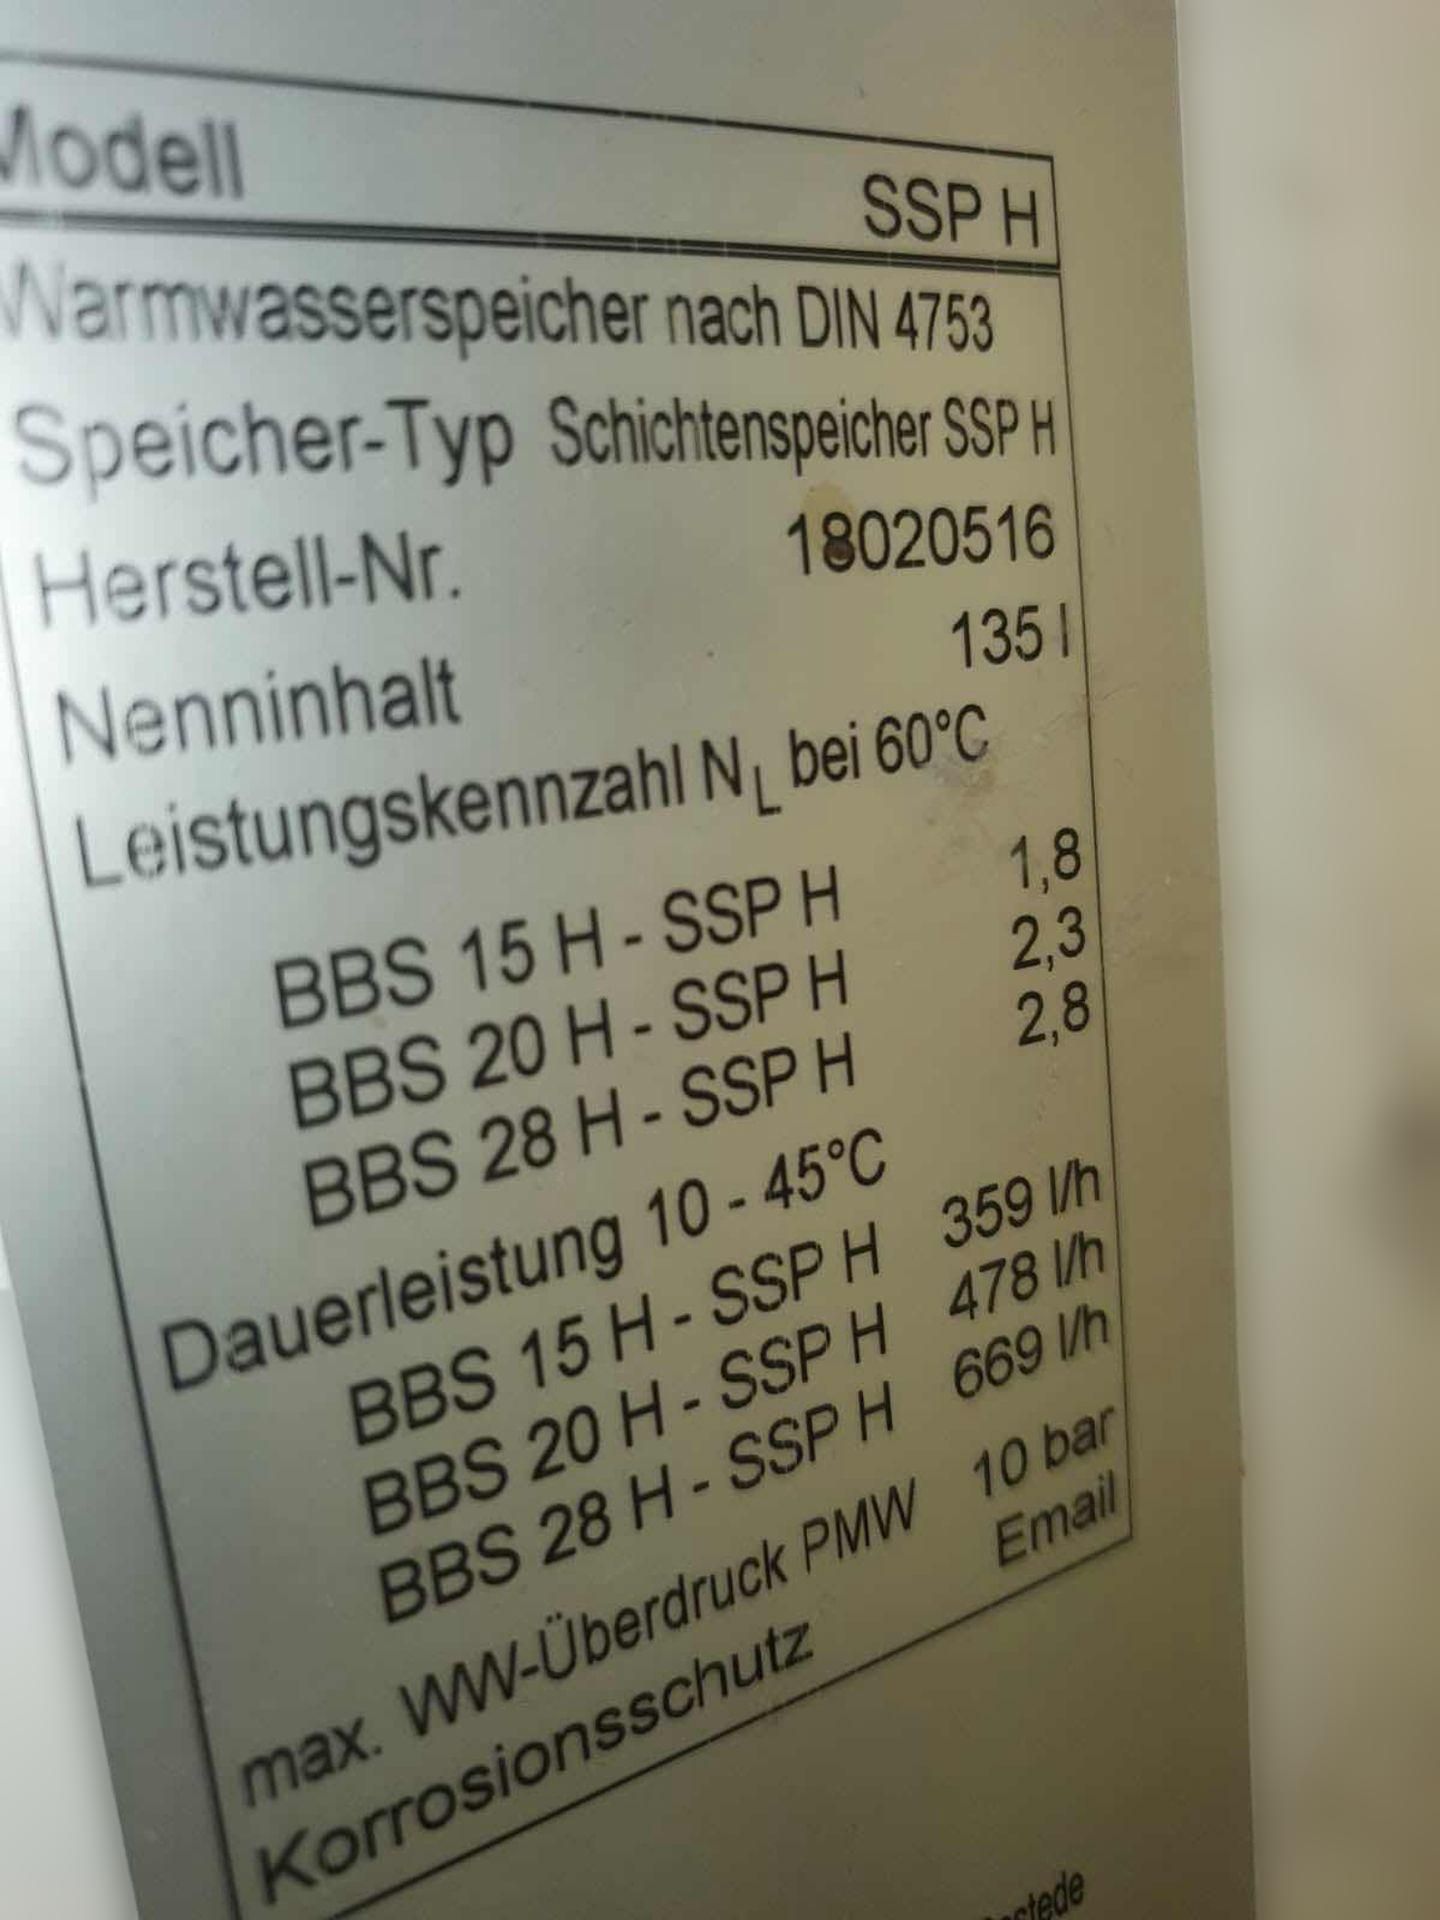 Modell SSP H
Warmwasserspeicher nach DIN 4753
Speicher-Typ Schichtenspeicher SSP H
Herstell-Nr. 18020516
Nenninhalt 135 l
Leistungskennzahl NL bei 60°C
BBS 15 H - SSP H 1,8
BBS 20 H - SSP H 2,3
BBS 28 H - SSP H 2,8
Dauerleistung 10 - 45°C
BBS 15 H - SSP H 359 l/h
BBS 20 H - SSP H 478 l/h
BBS 28 H - SSP H 669 l/h
max. WW-Überdruck PMW 10 bar
Korrosionsschutz Email